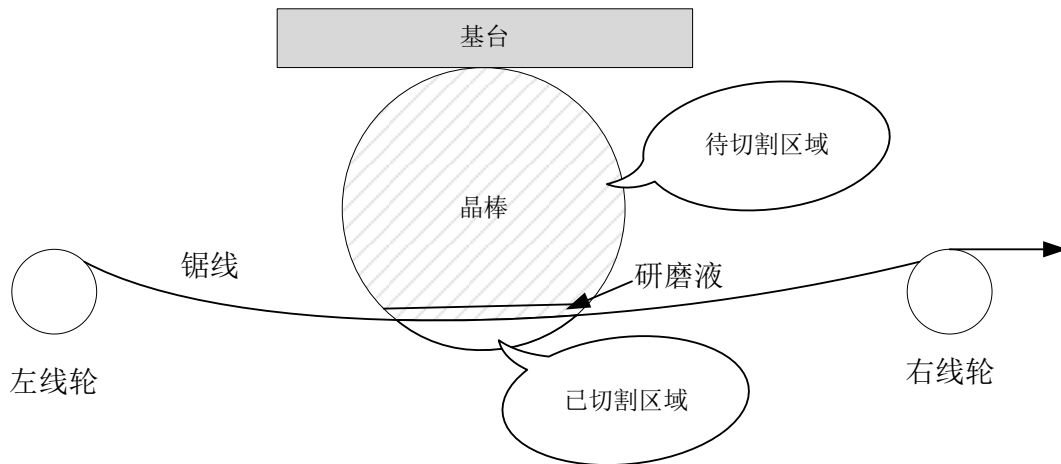 基台
待切割区域
晶棒
锯线
研磨液
左线轮
右线轮
已切割区域